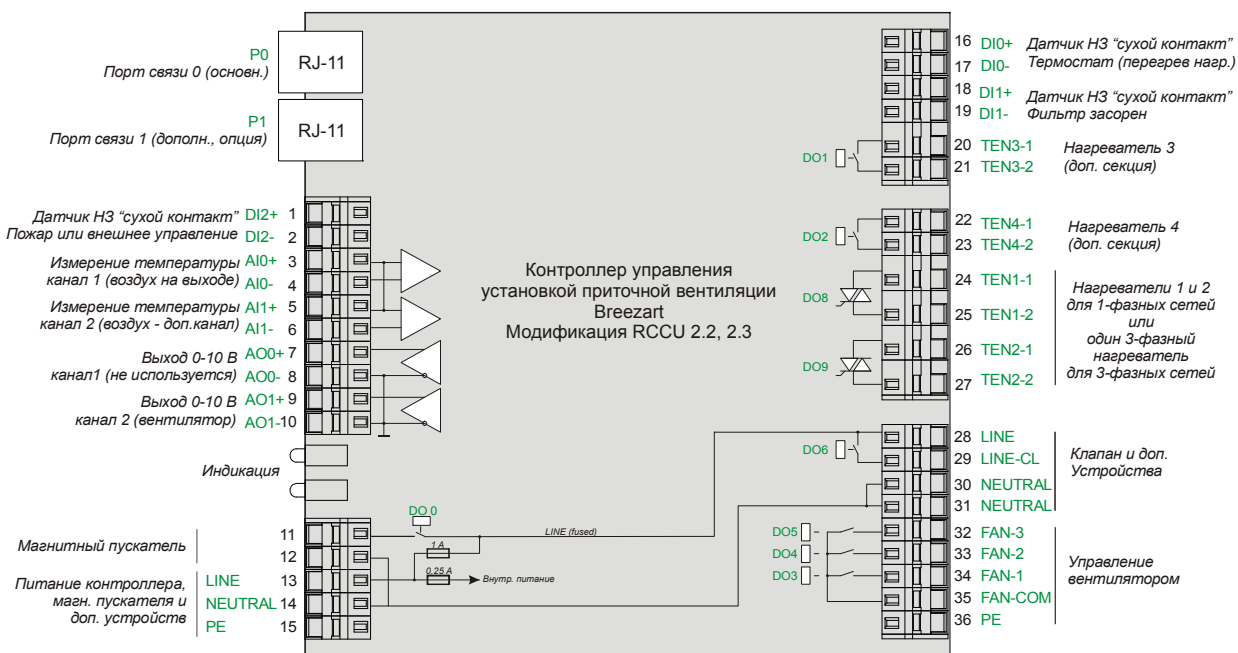 P0
Порт связи 0 (основн.)
RJ-11
P1
Порт связи 1 (дополн., опция)
RJ-11
Датчик НЗ “сухой контакт” DI2+ 1
Пожар или внешнее управление DI2- 2
Измерение температуры AI0+ 3
канал 1 (воздух на выходе) AI0- 4
Измерение температуры AI1+ 5
канал 2 (воздух - доп.канал) AI1- 6
Выход 0-10 В AO0+ 7
канал1 (не используется) AO0- 8
Выход 0-10 В AO1+ 9
канал 2 (вентилятор) AO1- 10
Индикация
Магнитный пускатель
11
12
Питание контроллера,
магн. пускателя и
доп. устройств
LINE 13
NEUTRAL 14
PE 15
DO 0
1 A
0,25 A
Внутр. питание
LINE (fused)
Контроллер управления
установкой приточной вентиляции
Breezart
Модификация RCCU 2.2, 2.3
16 DI0+ Датчик НЗ “сухой контакт”
17 DI0- Термостат (перегрев нагр.)
18 DI1+ Датчик НЗ “сухой контакт”
19 DI1- Фильтр засорен
DO1
20 TEN3-1 Нагреватель 3
21 TEN3-2 (доп. секция)
DO2
22 TEN4-1 Нагреватель 4
23 TEN4-2 (доп. секция)
DO8
24 TEN1-1
25 TEN1-2
DO9
26 TEN2-1
27 TEN2-2
Нагреватели 1 и 2
для 1-фазных сетей
или
один 3-фазный
нагреватель
для 3-фазных сетей
DO6
28 LINE
29 LINE-CL
30 NEUTRAL
31 NEUTRAL
Клапан и доп.
Устройства
DO5
DO4
DO3
32 FAN-3
33 FAN-2
34 FAN-1
35 FAN-COM
36 PE
Управление
вентилятором